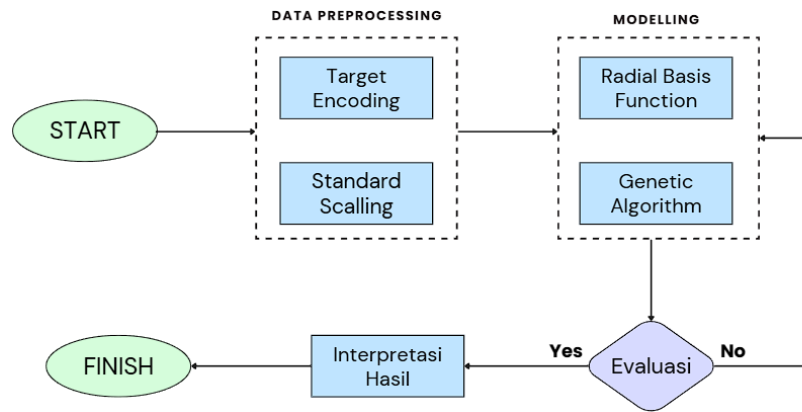 DATA PREPROCESSING
MODELLING
Target
Encoding
Radial Basis
Function
START
Standard
Scalling
Genetic
Algorithm
FINISH
Interpretasi
Hasil
Yes
Evaluasi
No